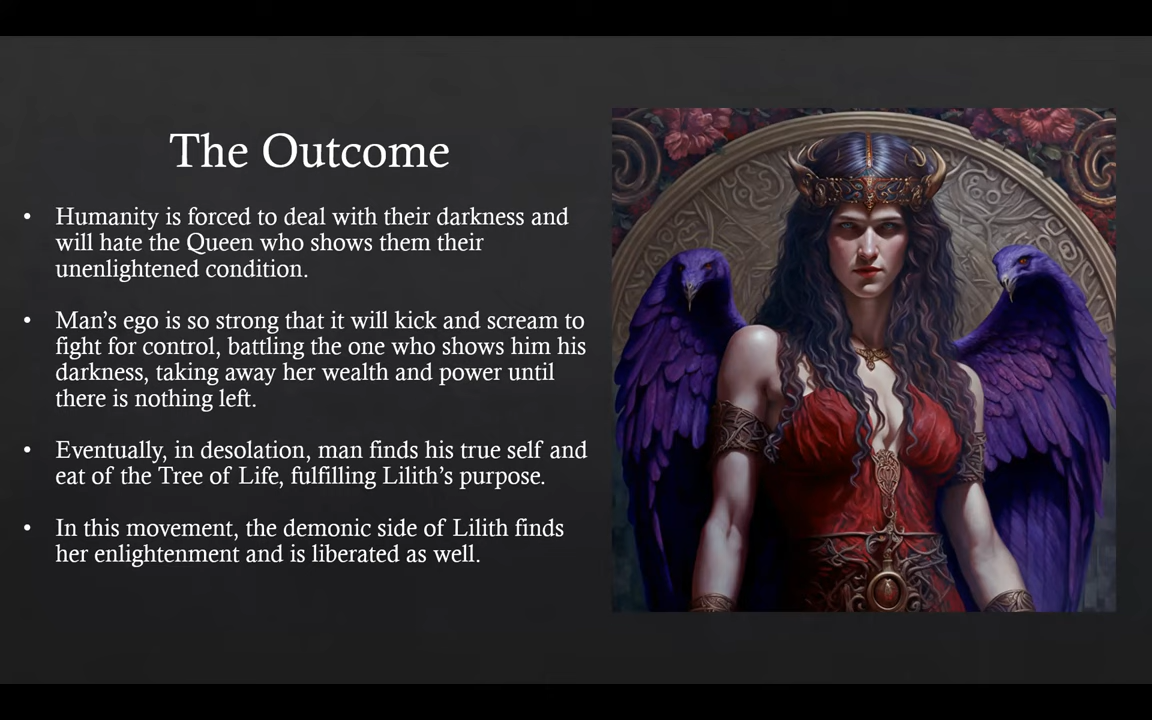 The Outcome
• Humanity is forced to deal with their darkness and
will hate the Queen who shows them their
unenlightened condition.
• Man’s ego is so strong that it will kick and scream to
fight for control, battling the one who shows him his
darkness, taking away her wealth and power until
there is nothing left.
• Eventually, in desolation, man finds his true self and
eat of the Tree of Life, fulfilling Lilith’s purpose.
• In this movement, the demonic side of Lilith finds
her enlightenment and is liberated as well.